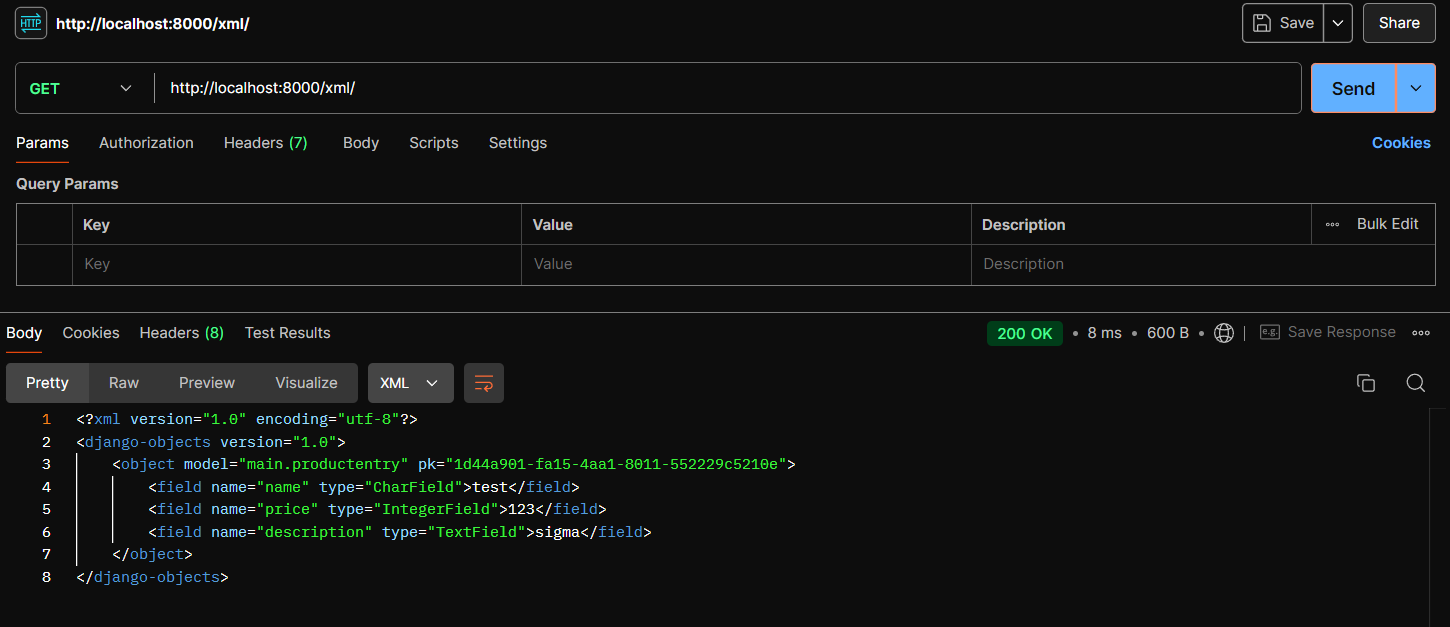 HTTP http://localhost:8000/xml/ Save Share
GET http://localhost:8000/xml/ Send
Params Authorization Headers (7) Body Scripts Settings Cookies
Query Params
Key Value Description Bulk Edit
Key Value Description
Body Cookies Headers (8) Test Results 200 OK • 8 ms • 600 B • e.g. Save Response
Pretty Raw Preview Visualize XML
1 <?xml version="1.0" encoding="utf-8"?>
2 <django-objects version="1.0">
3 <object model="main.productentry" pk="1d44a901-fa15-4aa1-8011-552229c5210e">
4 <field name="name" type="CharField">test</field>
5 <field name="price" type="IntegerField">123</field>
6 <field name="description" type="TextField">sigma</field>
7 </object>
8 </django-objects>